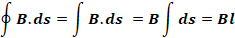 ∮ B.ds = ∫ B.ds = B ∫ ds = Bl